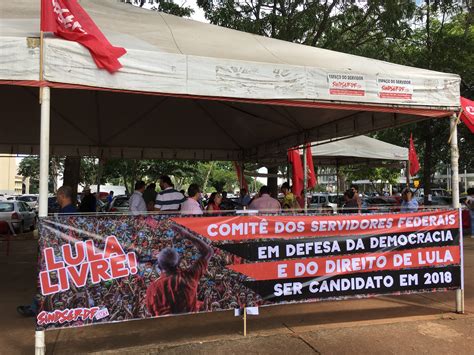 ESPAÇO DO SERVIDOR
SINDSEP-DF
ESPAÇO DO SERVIDOR
SINDSEP-DF
LULA
LIVRE!
SINDSEP-DF
COMITÊ DOS SERVIDORES FEDERAIS
EM DEFESA DA DEMOCRACIA
E DO DIREITO DE LULA
SER CANDIDATO EM 2018